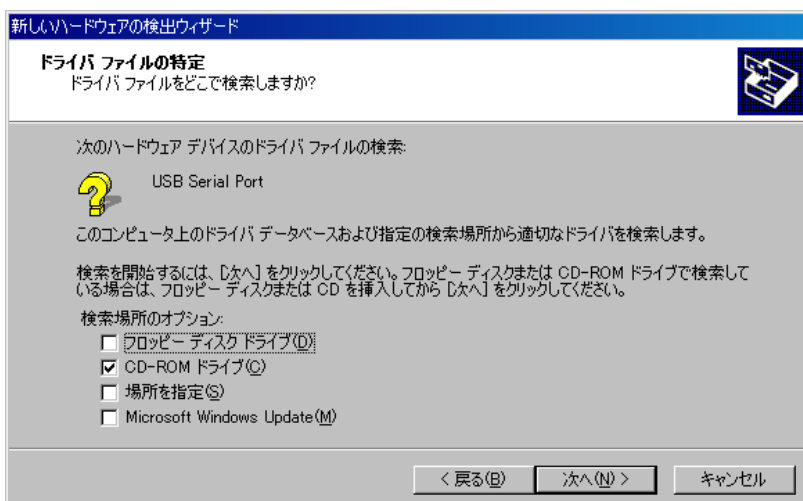 新しいハードウェアの検出ウィザード
ドライバ ファイルの特定
ドライバ ファイルをどこで検索しますか?
次のハードウェア デバイスのドライバ ファイルの検索:
USB Serial Port
このコンピュータ上のドライバ データベースおよび指定の検索場所から適切なドライバを検索します。
検索を開始するには、[次へ] をクリックしてください。フロッピー ディスクまたは CD-ROM ドライブで検索して
いる場合は、フロッピー ディスクまたは CD を挿入してから [次へ] をクリックしてください。
検索場所のオプション:
フロッピー ディスク ドライブ(D)
CD-ROM ドライブ(C)
場所を指定(S)
Microsoft Windows Update(M)
< 戻る(B) 次へ(N) > キャンセル